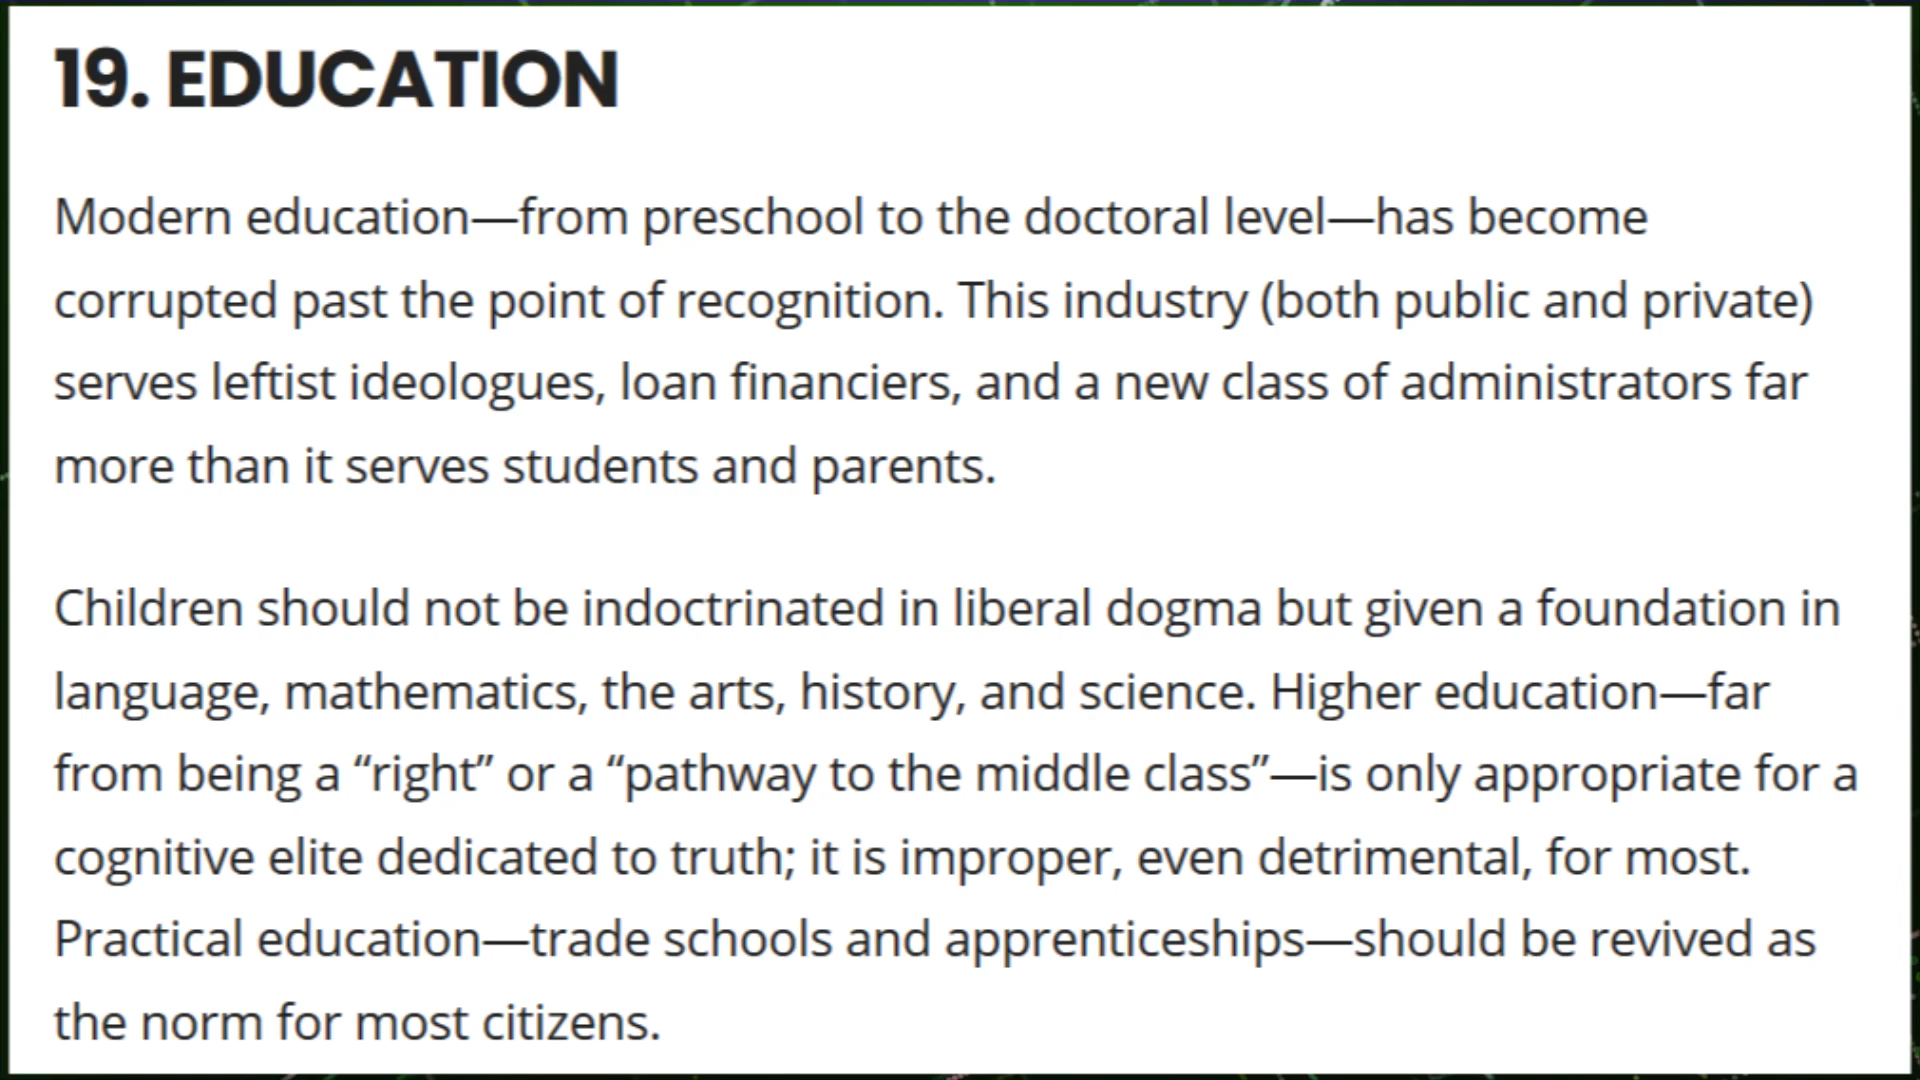 19. EDUCATION
Modern education—from preschool to the doctoral level—has become
corrupted past the point of recognition. This industry (both public and private)
serves leftist ideologues, loan financiers, and a new class of administrators far
more than it serves students and parents.
Children should not be indoctrinated in liberal dogma but given a foundation in
language, mathematics, the arts, history, and science. Higher education—far
from being a “right” or a “pathway to the middle class”—is only appropriate for a
cognitive elite dedicated to truth; it is improper, even detrimental, for most.
Practical education—trade schools and apprenticeships—should be revived as
the norm for most citizens.